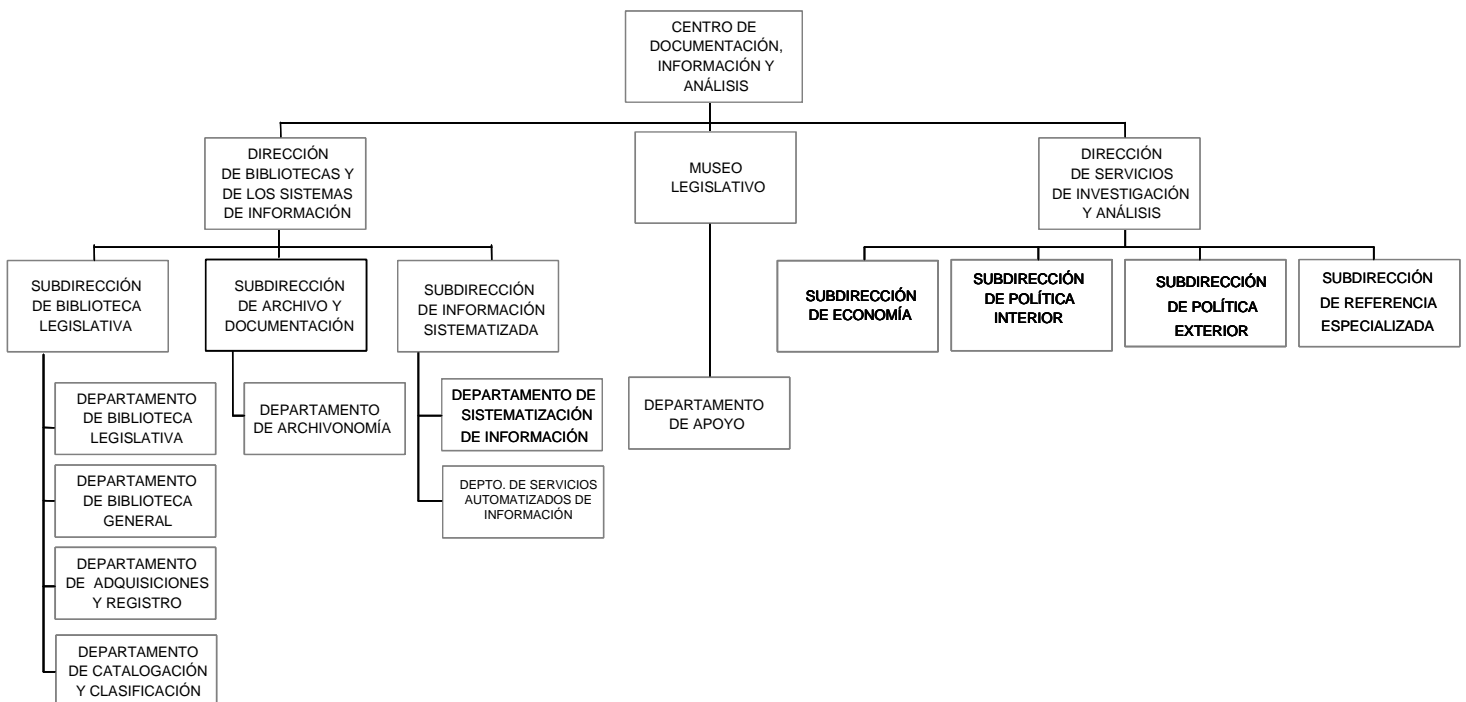 CENTRO DE
DOCUMENTACIÓN,
INFORMACIÓN Y
ANÁLISIS
DIRECCIÓN
DE BIBLIOTECAS Y
DE LOS SISTEMAS
DE INFORMACIÓN
MUSEO
LEGISLATIVO
DIRECCIÓN
DE SERVICIOS
DE INVESTIGACIÓN
Y ANÁLISIS
SUBDIRECCIÓN
DE BIBLIOTECA
LEGISLATIVA
SUBDIRECCIÓN
DE ARCHIVO Y
DOCUMENTACIÓN
SUBDIRECCIÓN
DE INFORMACIÓN
SISTEMATIZADA
SUBDIRECCIÓN
DE ECONOMÍA
SUBDIRECCIÓN
DE POLÍTICA
INTERIOR
SUBDIRECCIÓN
DE POLÍTICA
EXTERIOR
SUBDIRECCIÓN
DE REFERENCIA
ESPECIALIZADA
DEPARTAMENTO
DE BIBLIOTECA
LEGISLATIVA
DEPARTAMENTO
DE ARCHIVONOMÍA
DEPARTAMENTO DE
SISTEMATIZACIÓN
DE INFORMACIÓN
DEPARTAMENTO
DE APOYO
DEPARTAMENTO
DE BIBLIOTECA
GENERAL
DEPTO. DE SERVICIOS
AUTOMATIZADOS DE
INFORMACIÓN
DEPARTAMENTO
DE ADQUISICIONES
Y REGISTRO
DEPARTAMENTO
DE CATALOGACIÓN
Y CLASIFICACIÓN